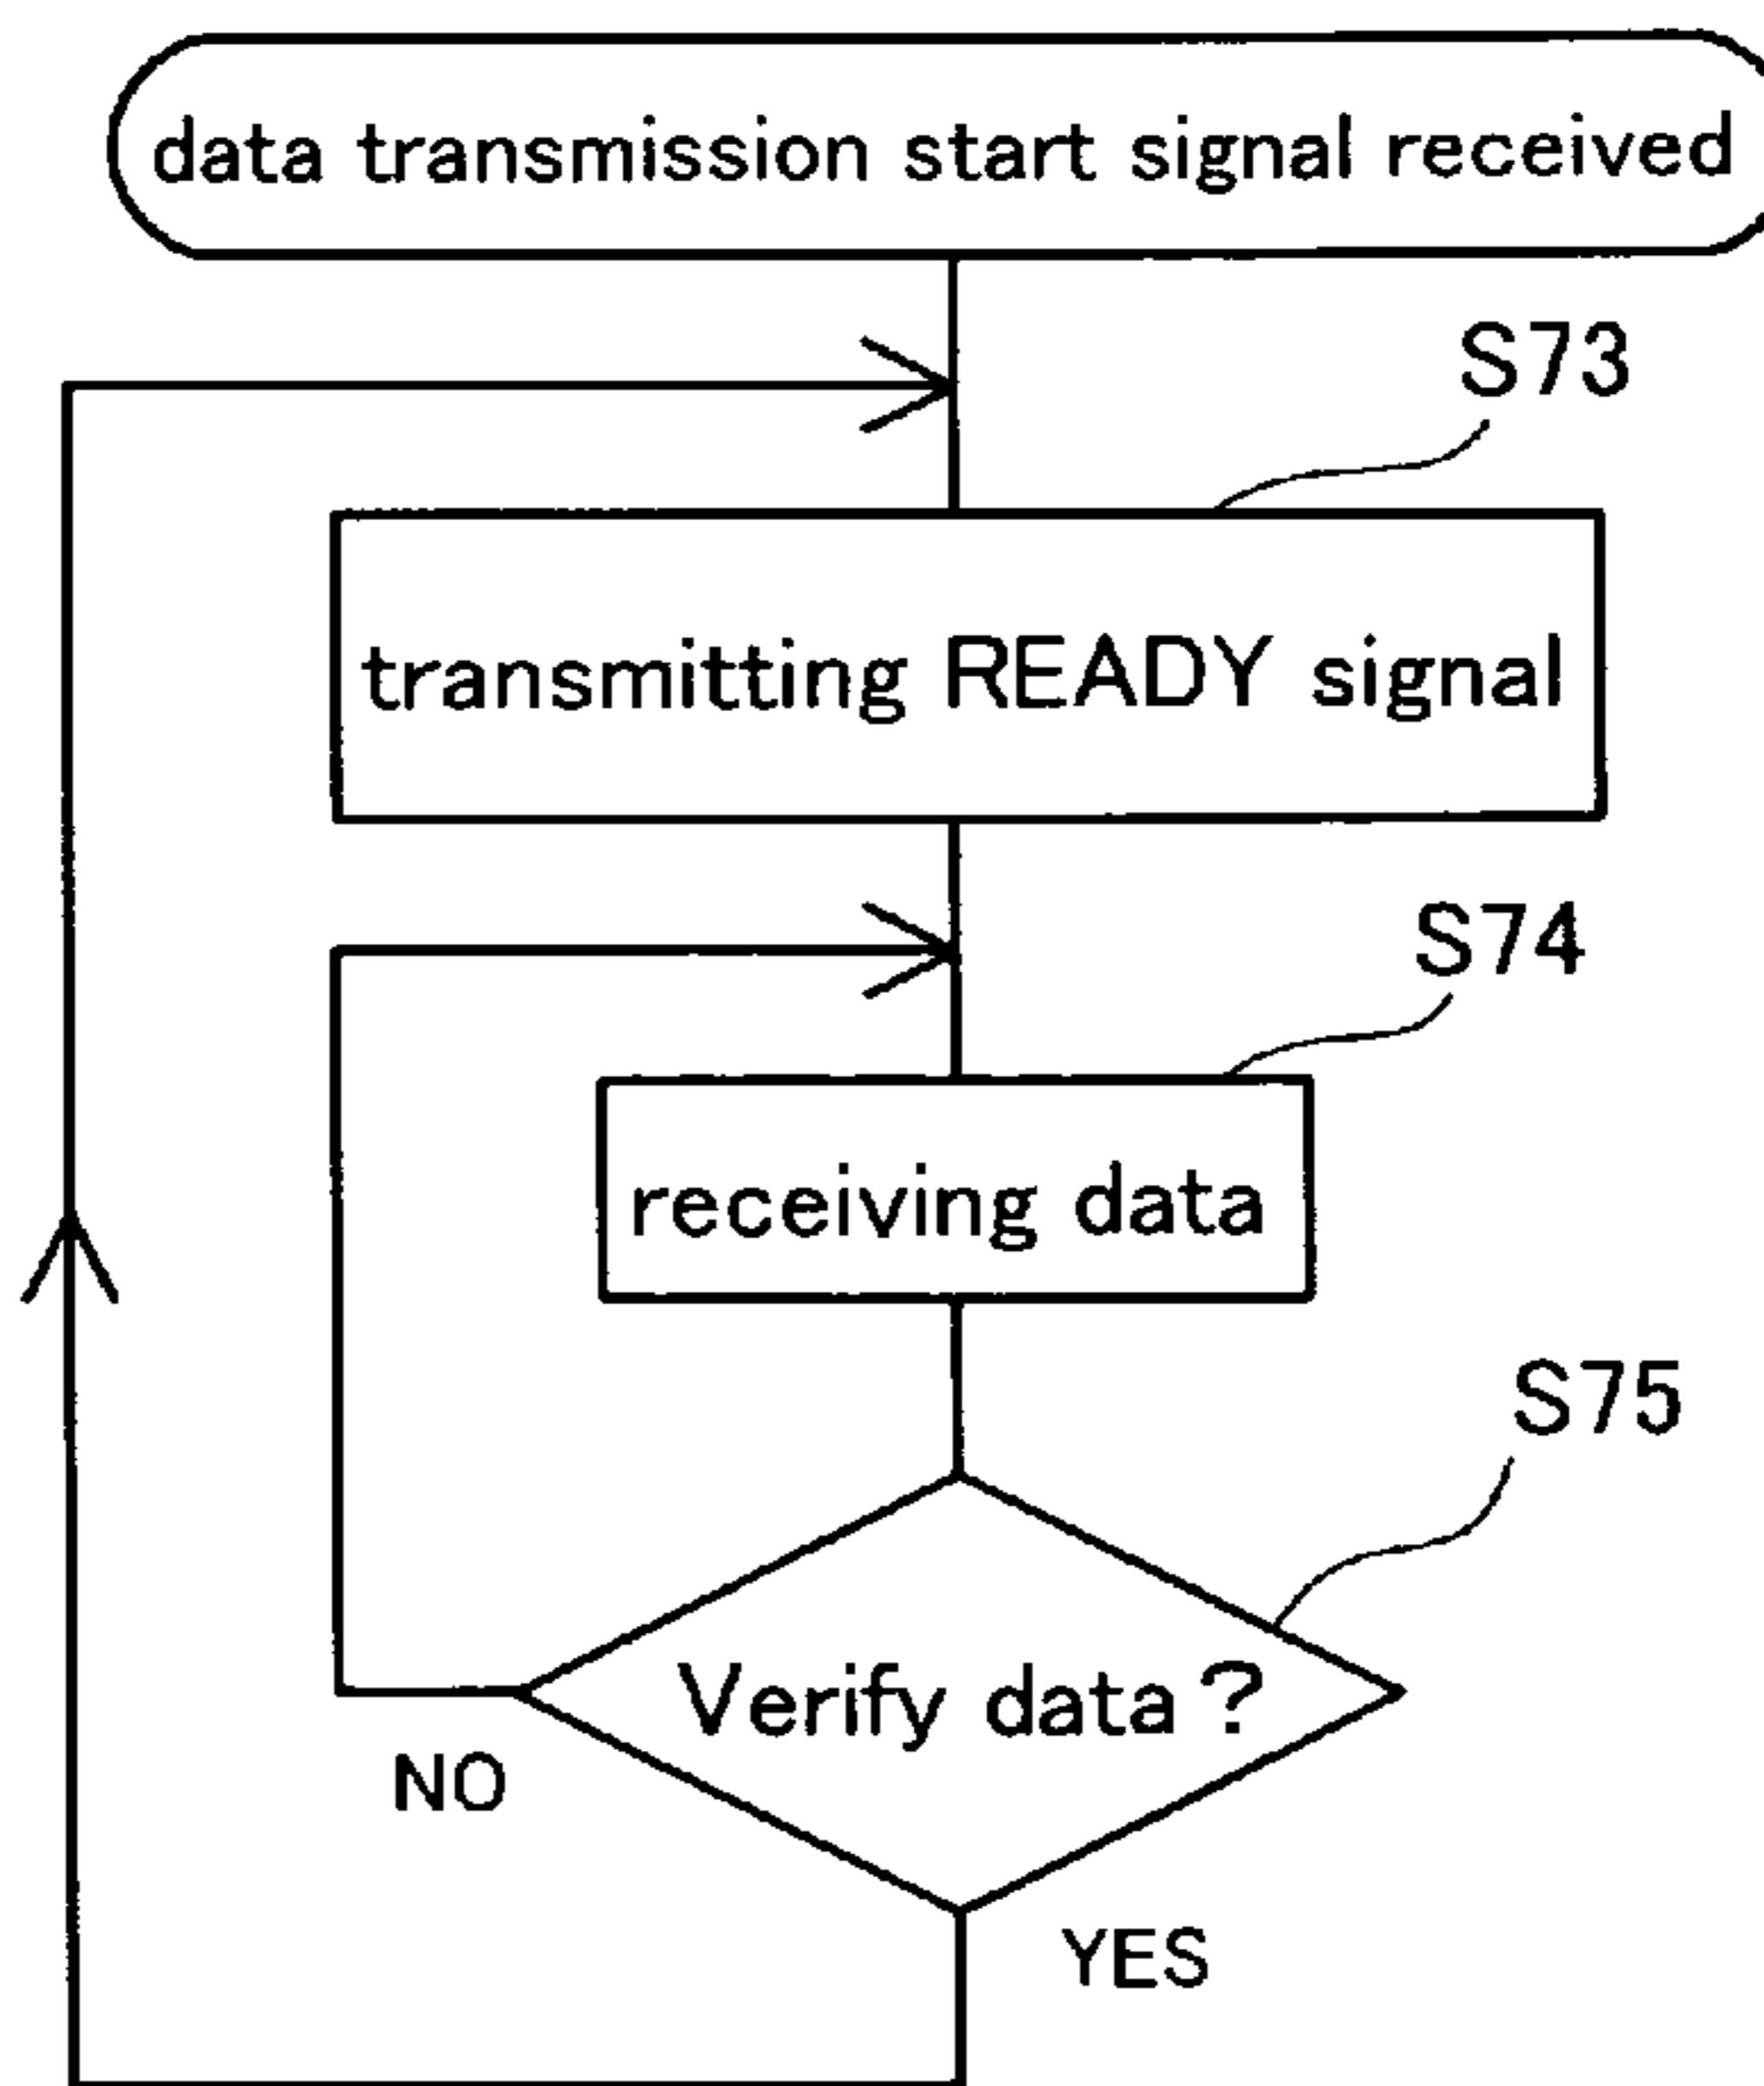 data transmission start signal received
S73
transmitting READY signal
S74
receiving data
S75
Verify data ?
NO
YES